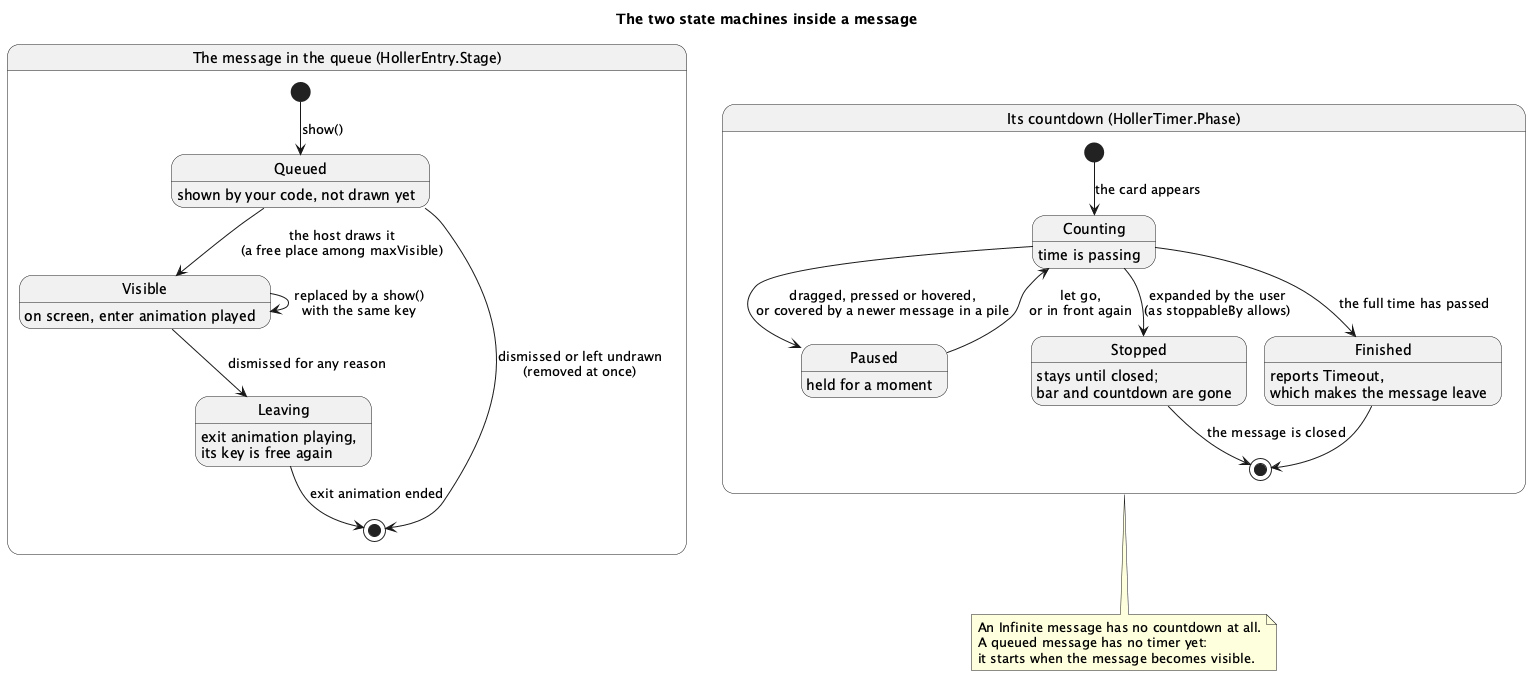 The two state machines inside a message
The message in the queue (HollerEntry.Stage)
show()
Queued
shown by your code, not drawn yet
the host draws it
(a free place among maxVisible)
Visible
on screen, enter animation played
replaced by a show()
with the same key
dismissed for any reason
dismissed or left undrawn
(removed at once)
Leaving
exit animation playing,
its key is free again
exit animation ended
Its countdown (HollerTimer.Phase)
the card appears
Counting
time is passing
dragged, pressed or hovered,
or covered by a newer message in a pile
let go,
or in front again
expanded by the user
(as stoppableBy allows)
the full time has passed
Paused
held for a moment
Stopped
stays until closed;
bar and countdown are gone
Finished
reports Timeout,
which makes the message leave
the message is closed
An Infinite message has no countdown at all.
A queued message has no timer yet:
it starts when the message becomes visible.